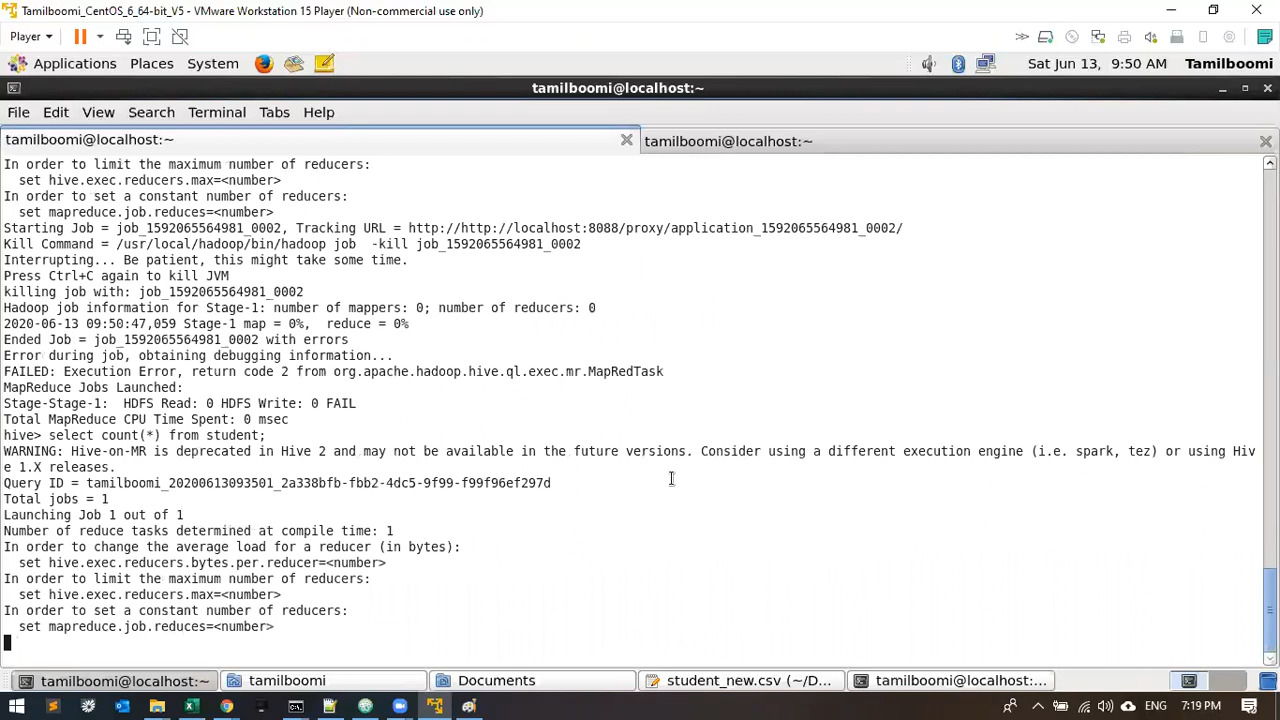 Tamilboomi_CentOS_6_64-bit_V5 - VMware Workstation 15 Player (Non-commercial use only)
Player
Applications Places System Sat Jun 13, 9:50 AM Tamilboomi
tamilboomi@localhost:~
File Edit View Search Terminal Tabs Help
tamilboomi@localhost:~ tamilboomi@localhost:~
In order to limit the maximum number of reducers:
set hive.exec.reducers.max=<number>
In order to set a constant number of reducers:
set mapreduce.job.reduces=<number>
Starting Job = job_1592065564981_0002, Tracking URL = http://http://localhost:8088/proxy/application_1592065564981_0002/
Kill Command = /usr/local/hadoop/bin/hadoop job  -kill job_1592065564981_0002
Interrupting... Be patient, this might take some time.
Press Ctrl+C again to kill JVM
killing job with: job_1592065564981_0002
Hadoop job information for Stage-1: number of mappers: 0; number of reducers: 0
2020-06-13 09:50:47,059 Stage-1 map = 0%,  reduce = 0%
Ended Job = job_1592065564981_0002 with errors
Error during job, obtaining debugging information...
FAILED: Execution Error, return code 2 from org.apache.hadoop.hive.ql.exec.mr.MapRedTask
MapReduce Jobs Launched:
Stage-Stage-1:  HDFS Read: 0 HDFS Write: 0 FAIL
Total MapReduce CPU Time Spent: 0 msec
hive> select count(*) from student;
WARNING: Hive-on-MR is deprecated in Hive 2 and may not be available in the future versions. Consider using a different execution engine (i.e. spark, tez) or using Hiv
e 1.X releases.
Query ID = tamilboomi_20200613093501_2a338bfb-fbb2-4dc5-9f99-f99f96ef297d
Total jobs = 1
Launching Job 1 out of 1
Number of reduce tasks determined at compile time: 1
In order to change the average load for a reducer (in bytes):
set hive.exec.reducers.bytes.per.reducer=<number>
In order to limit the maximum number of reducers:
set hive.exec.reducers.max=<number>
In order to set a constant number of reducers:
set mapreduce.job.reduces=<number>
tamilboomi@localhost:~ tamilboomi Documents student_new.csv (~/D... tamilboomi@localhost:...
ENG 7:19 PM